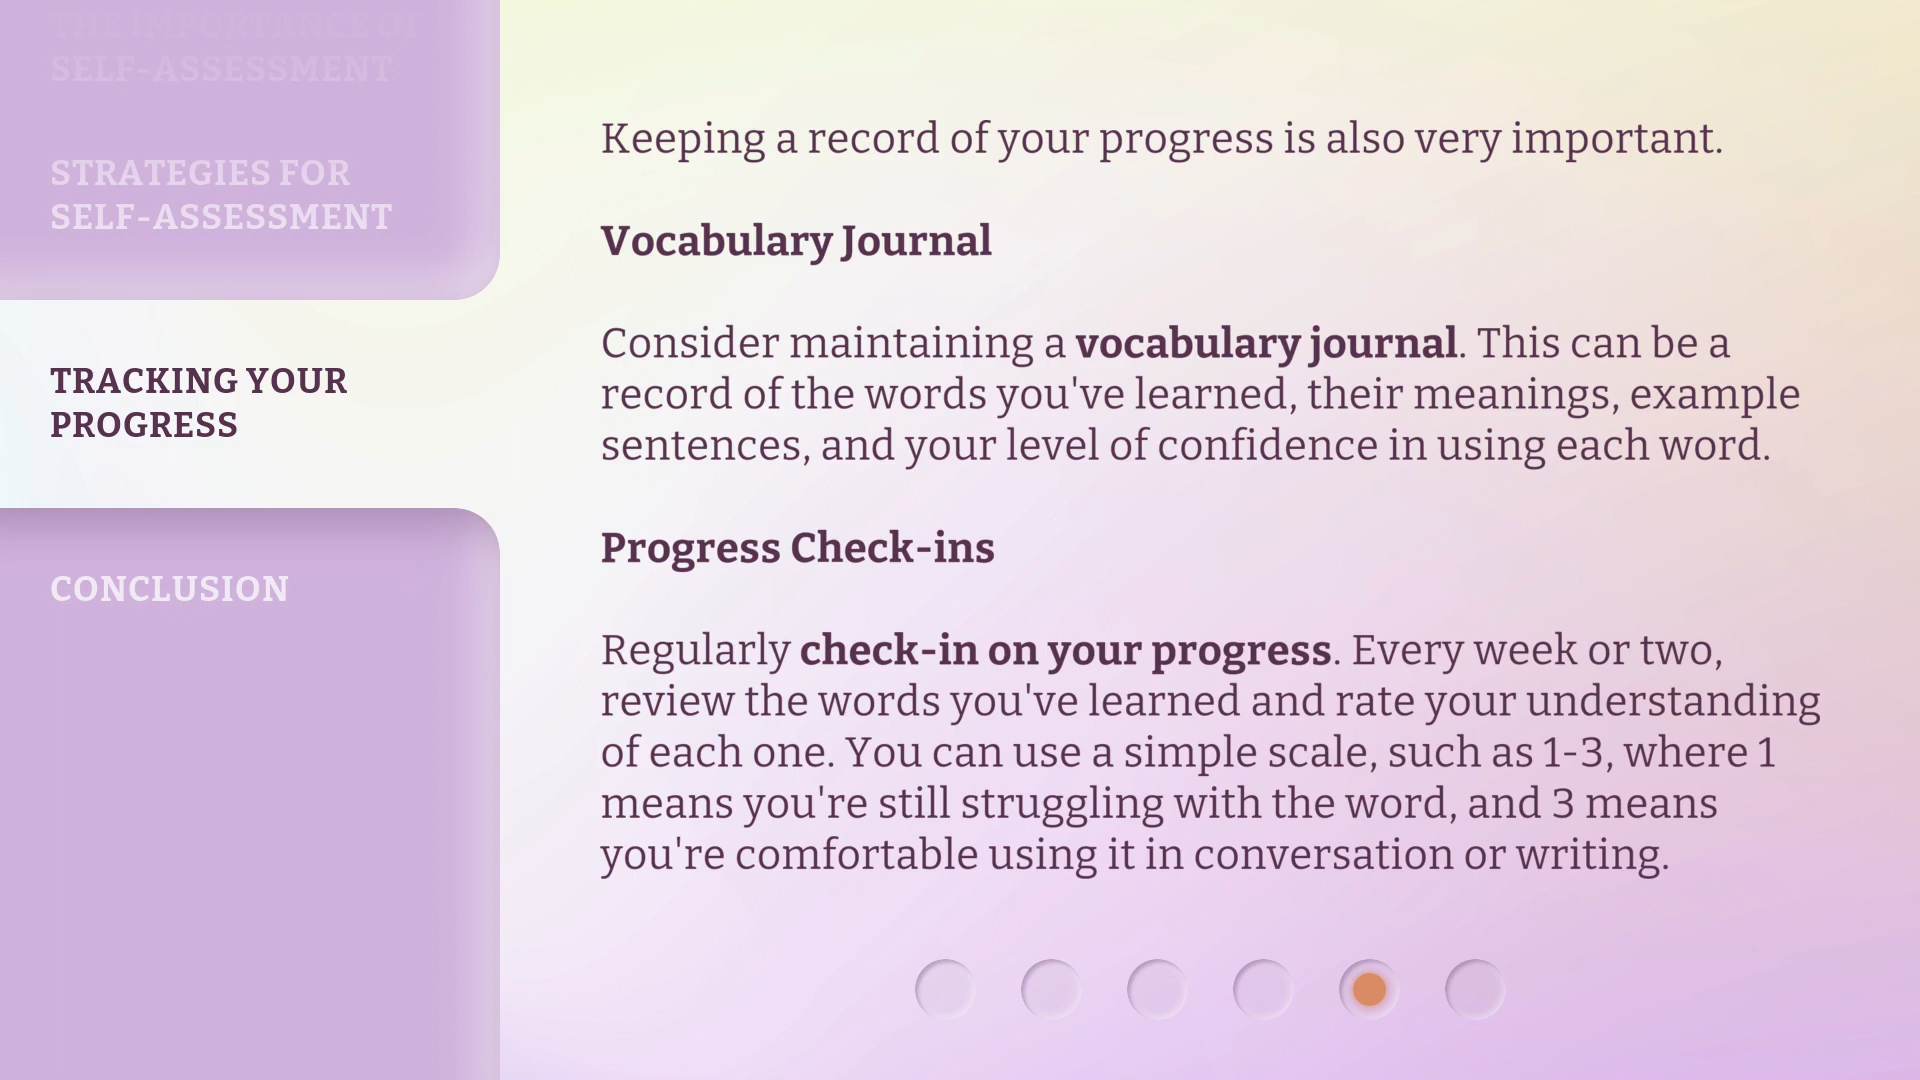 THE IMPORTANCE OF
SELF-ASSESSMENT
STRATEGIES FOR
SELF-ASSESSMENT
TRACKING YOUR
PROGRESS
CONCLUSION
Keeping a record of your progress is also very important.
Vocabulary Journal
Consider maintaining a vocabulary journal. This can be a
record of the words you've learned, their meanings, example
sentences, and your level of confidence in using each word.
Progress Check-ins
Regularly check-in on your progress. Every week or two,
review the words you've learned and rate your understanding
of each one. You can use a simple scale, such as 1-3, where 1
means you're still struggling with the word, and 3 means
you're comfortable using it in conversation or writing.